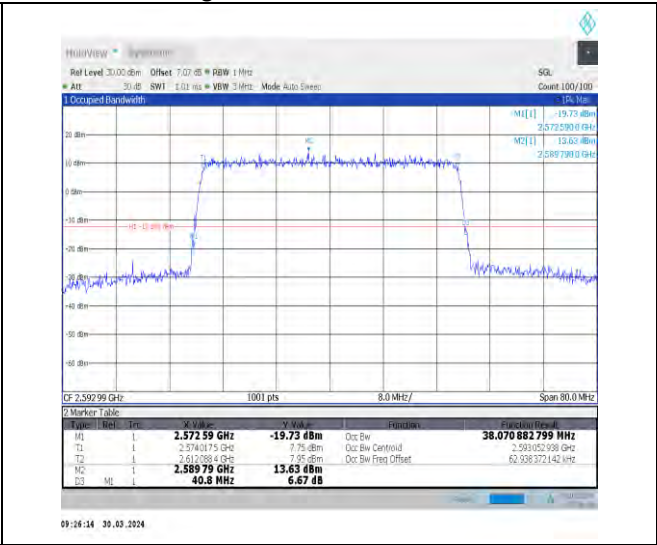 MultiView Spectrum
Ref Level 30.00 dBm Offset 7.07 dB RBW 1 MHz SGL
Att 30 dB SWT 1.01 ms VBW 3 MHz Mode Auto Sweep Count 100/100
1 Occupied Bandwidth 1Pk Max
M1[1] -19.73 dBm
2.572590 0 GHz
M2[1] 13.63 dBm
2.589790 0 GHz
20 dBm
M2
10 dBm
0 dBm
-10 dBm
D3
M1
-20 dBm
-30 dBm
-40 dBm
-50 dBm
-60 dBm
CF 2.592 99 GHz 1001 pts 8.0 MHz/ Span 80.0 MHz
2 Marker Table
Type Ref Trc X-Value Y-Value Function Function Result
M1 1 2.572 59 GHz -19.73 dBm Occ Bw 38.070 882 799 MHz
T1 1 2.574 017 5 GHz 7.75 dBm Occ Bw Centroid 2.593 052 938 GHz
T2 1 2.612 088 4 GHz 7.95 dBm Occ Bw Freq Offset 62.938 372 142 kHz
M2 1 2.589 79 GHz 13.63 dBm
D3 M1 1 40.8 MHz 6.67 dB
09:26:14 30.03.2024